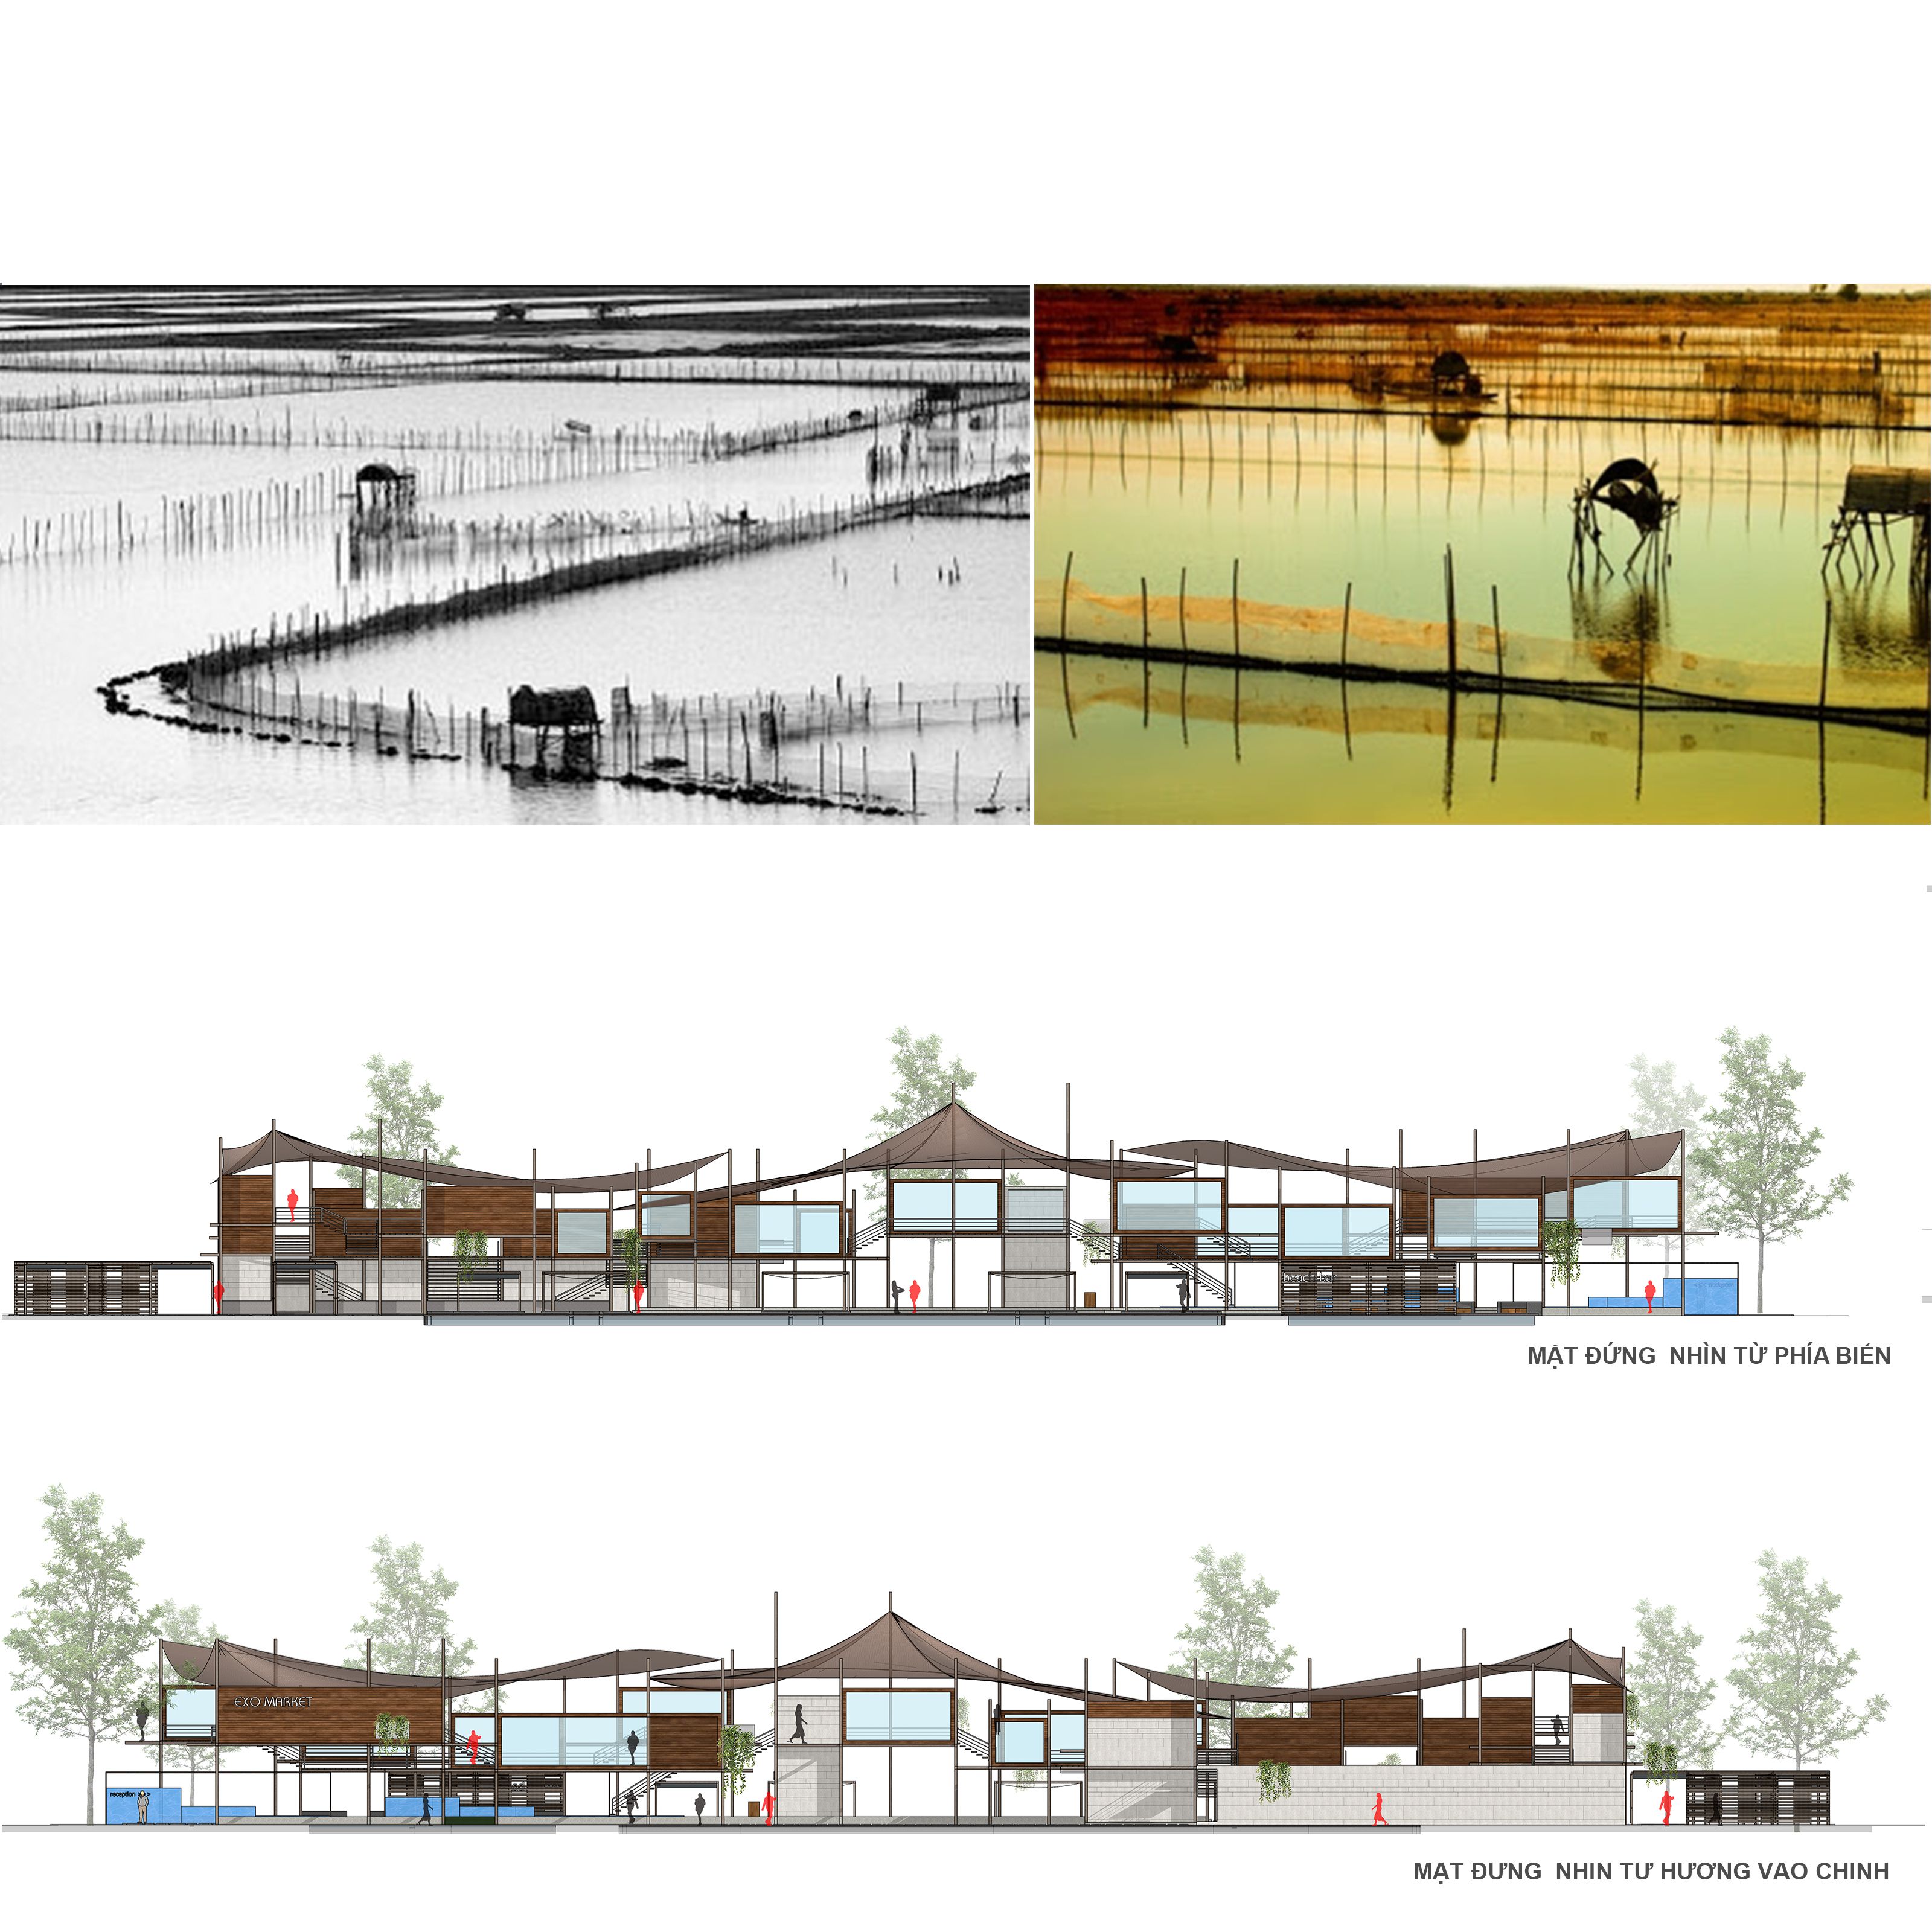 beach bar
MẶT ĐỨNG  NHÌN TỪ PHÍA BIỂN
EXO MARKET
reception >>>
MẠT ĐƯNG  NHIN TƯ HƯƠNG VAO CHINH